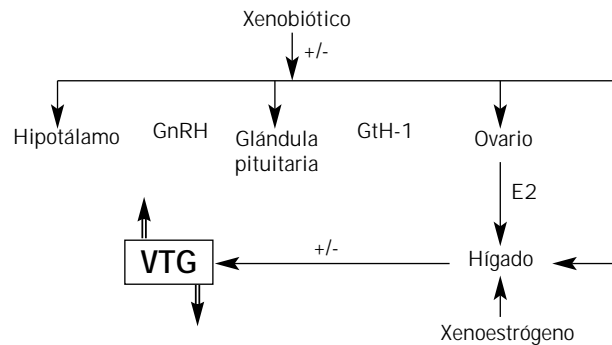 Xenobiótico
+/-
Hipotálamo
GnRH
Glándula
pituitaria
GtH-1
Ovario
E2
VTG
+/-
Hígado
Xenoestrógeno